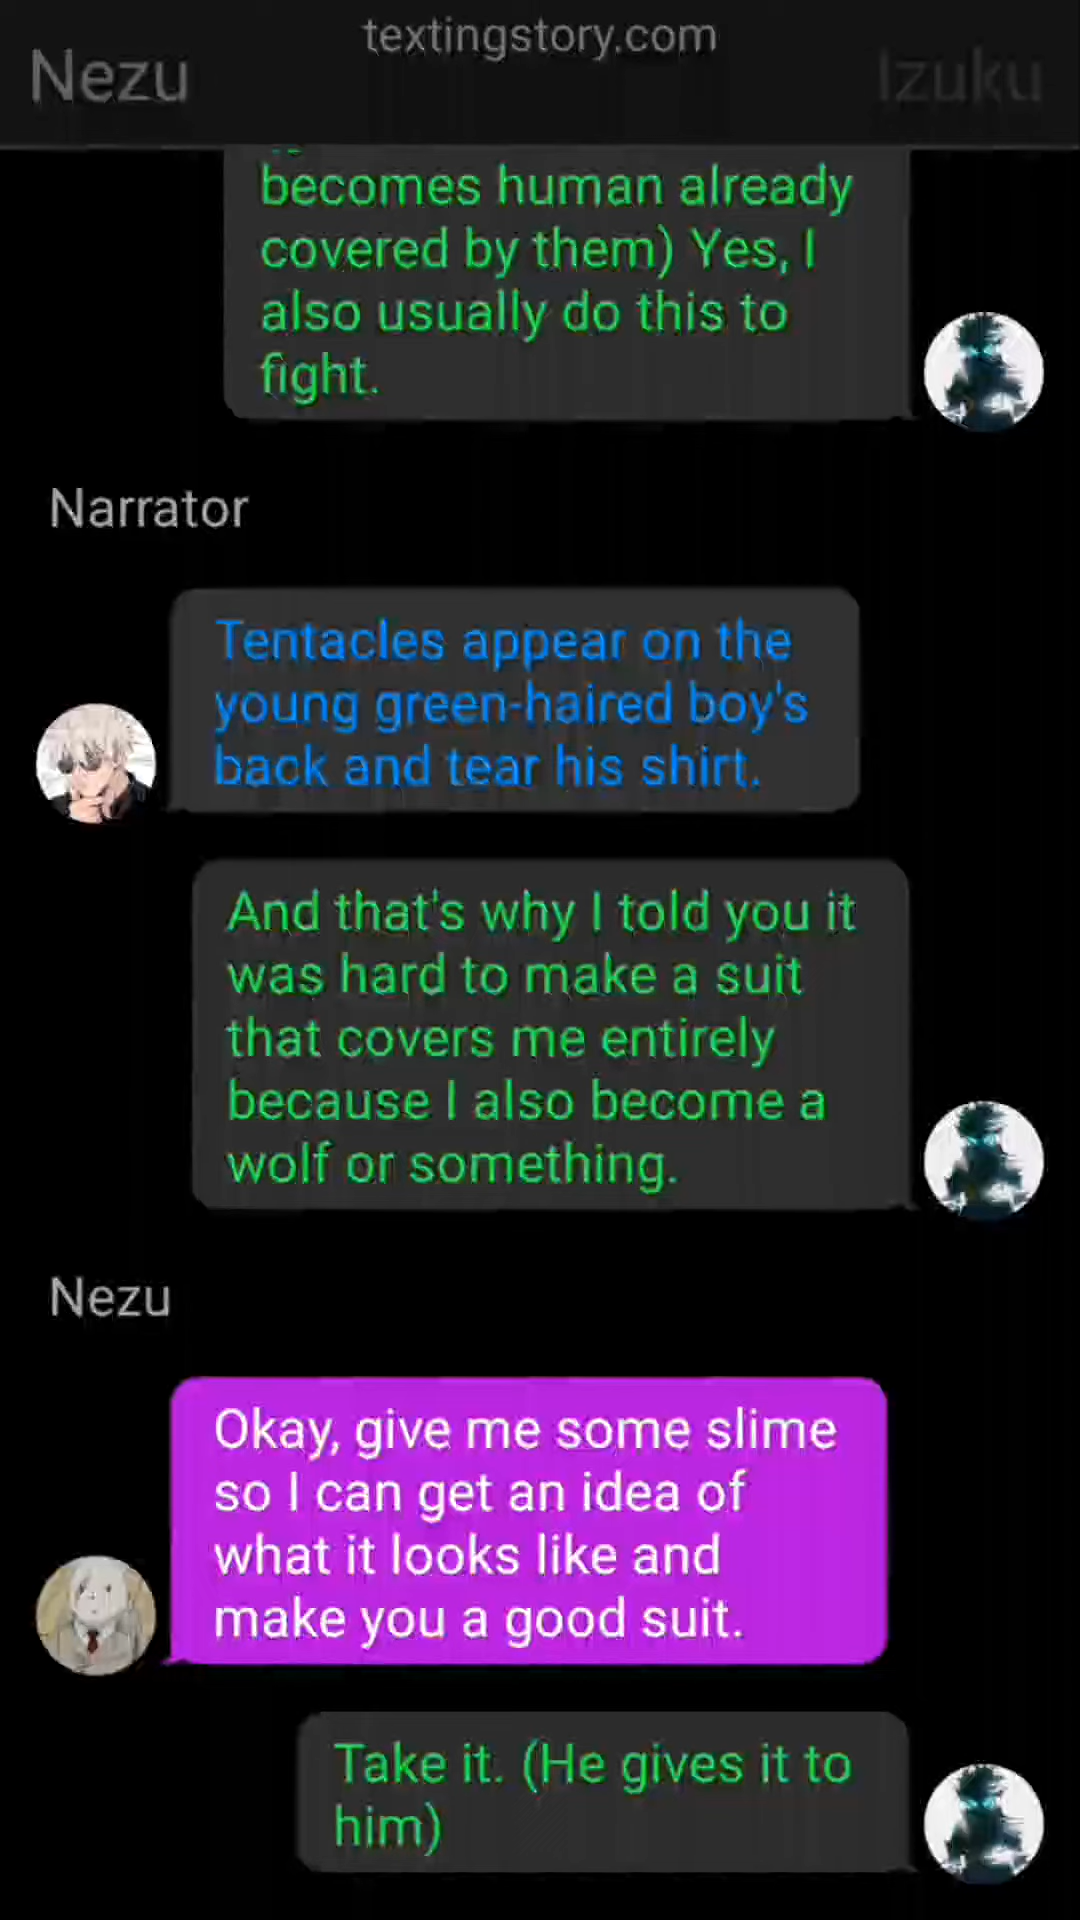 textingstory.com
Nezu
Izuku
becomes human already
covered by them) Yes, I
also usually do this to
fight.
Narrator
Tentacles appear on the
young green-haired boy's
back and tear his shirt.
And that's why I told you it
was hard to make a suit
that covers me entirely
because I also become a
wolf or something.
Nezu
Okay, give me some slime
so I can get an idea of
what it looks like and
make you a good suit.
Take it. (He gives it to
him)